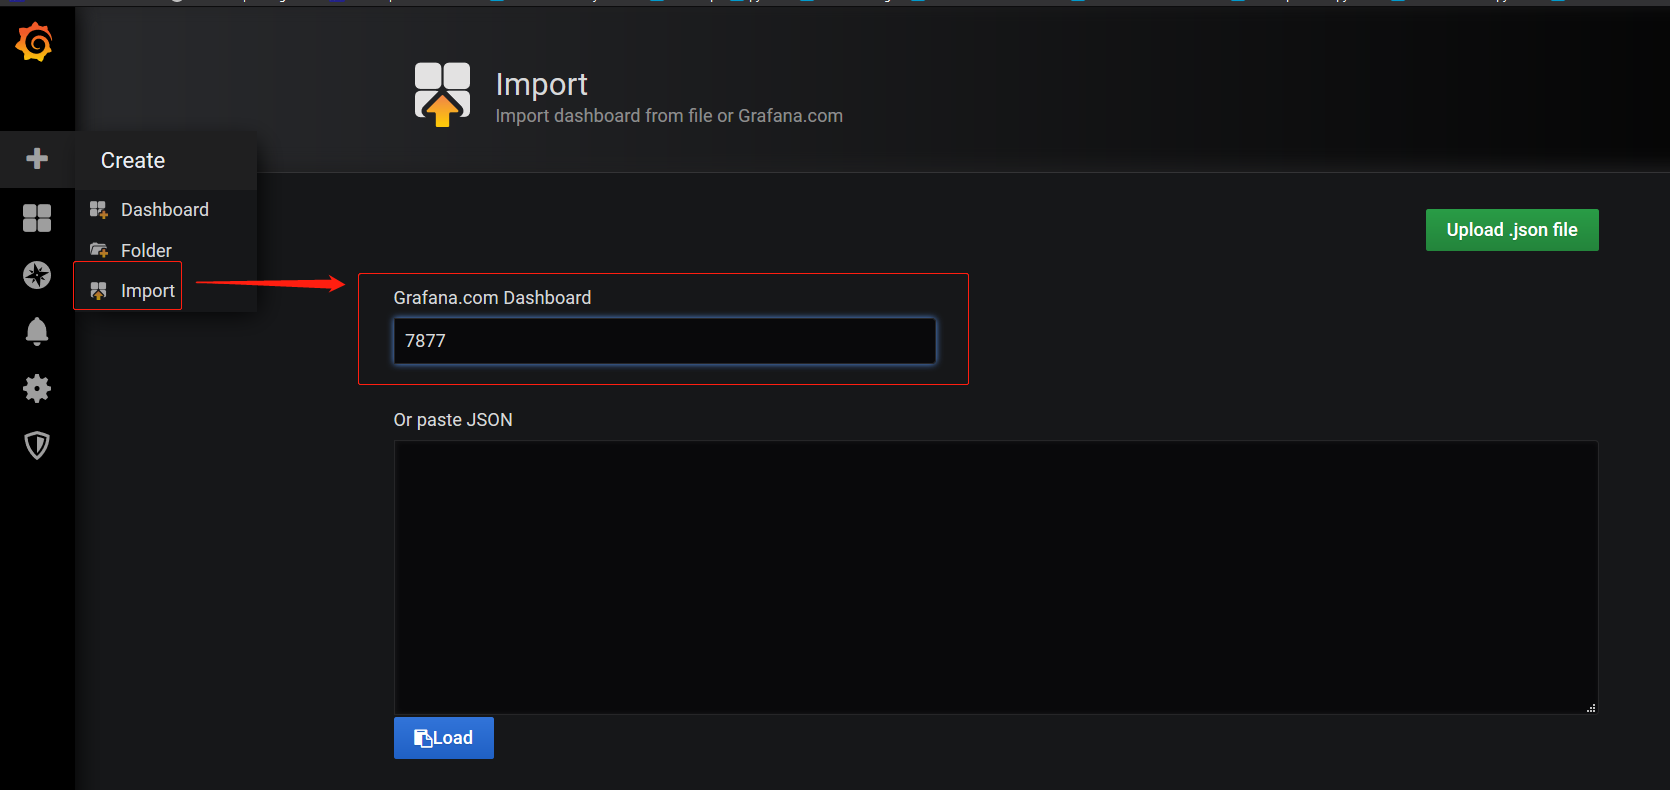 Import
Import dashboard from file or Grafana.com
Create
Dashboard
Folder
Import
Upload .json file
Grafana.com Dashboard
7877
Or paste JSON
Load